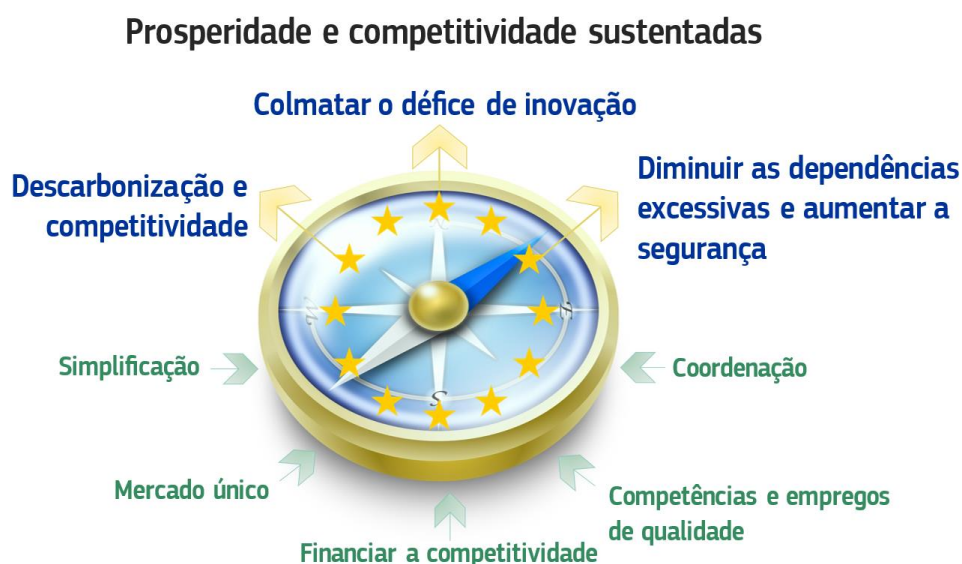 Prosperidade e competitividade sustentadas
Colmatar o défice de inovação
Descarbonização e
competitividade
Diminuir as dependências
excessivas e aumentar a
segurança
E
S
Simplificação
Coordenação
Mercado único
Competências e empregos
de qualidade
Financiar a competitividade